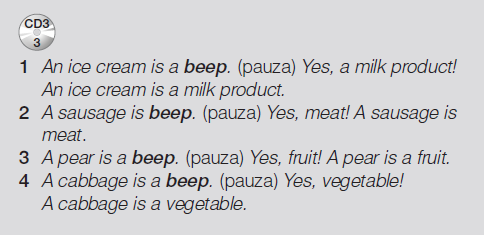 CD3
3
1 An ice cream is a beep. (pauza) Yes, a milk product!
An ice cream is a milk product.
2 A sausage is beep. (pauza) Yes, meat! A sausage is
meat.
3 A pear is a beep. (pauza) Yes, fruit! A pear is a fruit.
4 A cabbage is a beep. (pauza) Yes, vegetable!
A cabbage is a vegetable.